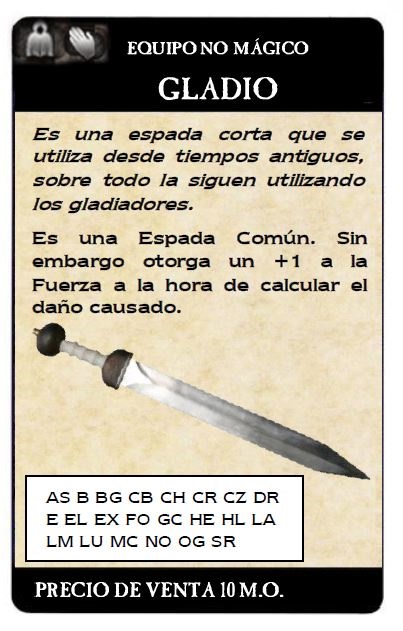 EQUIPO NO MÁGICO
GLADIO
Es una espada corta que se
utiliza desde tiempos antiguos,
sobre todo la siguen utilizando
los gladiadores.
Es una Espada Común. Sin
embargo otorga un +1 a la
Fuerza a la hora de calcular el
daño causado.
AS B BG CB CH CR CZ DR
E EL EX FO GC HE HL LA
LM LU MC NO OG SR
PRECIO DE VENTA 10 M.O.